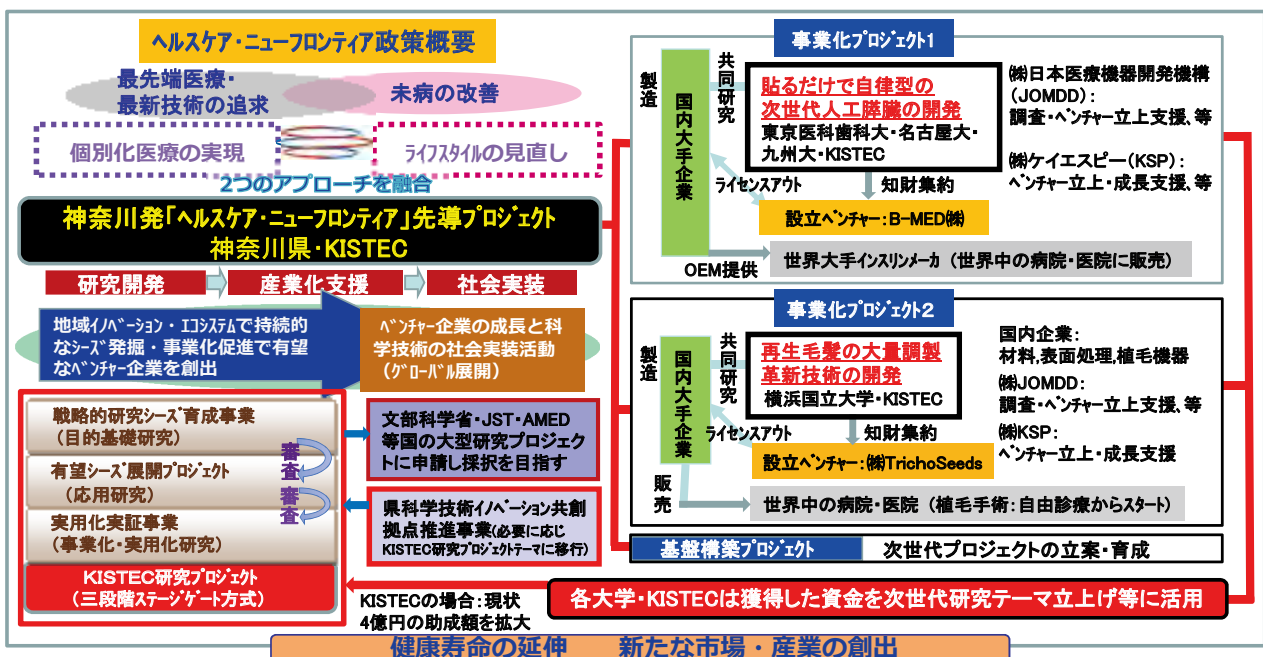 ヘルスケア・ニューフロンティア政策概要
最先端医療・
最新技術の追求
未病の改善
個別化医療の実現
ライフスタイルの見直し
2つのアプローチを融合
神奈川発「ヘルスケア・ニューフロンティア」先導プロジェクト
神奈川県・KISTEC
研究開発
産業化支援
社会実装
地域イノベーション・エコシステムで持続的
なシーズ発掘・事業化促進で有望
なベンチャー企業を創出
ベンチャー企業の成長と科
学技術の社会実装活動
(グローバル展開)
戦略的研究シーズ育成事業
(目的基礎研究)
審査
有望シーズ展開プロジェクト
(応用研究)
審査
実用化実証事業
(事業化・実用化研究)
KISTEC研究プロジェクト
(三段階ステージゲート方式)
文部科学省・JST・AMED
等国の大型研究プロジェク
トに申請し採択を目指す
県科学技術イノベーション共創
拠点推進事業(必要に応じ
KISTEC研究プロジェクトテーマに移行)
KISTECの場合:現状
4億円の助成額を拡大
事業化プロジェクト1
製造
国内大手企業
共同研究
貼るだけで自律型の
次世代人工膵臓の開発
東京医科歯科大・名古屋大・
九州大・KISTEC
ライセンスアウト
知財集約
設立ベンチャー:B-MED㈱
OEM提供
世界大手インスリンメーカ (世界中の病院・医院に販売)
㈱日本医療機器開発機構
(JOMDD):
調査・ベンチャー立上支援、等
㈱ケイエスピー(KSP):
ベンチャー立上・成長支援、等
事業化プロジェクト2
製造
国内大手企業
共同研究
再生毛髪の大量調製
革新技術の開発
横浜国立大学・KISTEC
ライセンスアウト
知財集約
設立ベンチャー:㈱TrichoSeeds
販売
世界中の病院・医院 (植毛手術:自由診療からスタート)
国内企業:
材料,表面処理,植毛機器
㈱JOMDD:
調査・ベンチャー立上支援、等
㈱KSP:
ベンチャー立上・成長支援
基盤構築プロジェクト
次世代プロジェクトの立案・育成
各大学・KISTECは獲得した資金を次世代研究テーマ立上げ等に活用
健康寿命の延伸 新たな市場・産業の創出